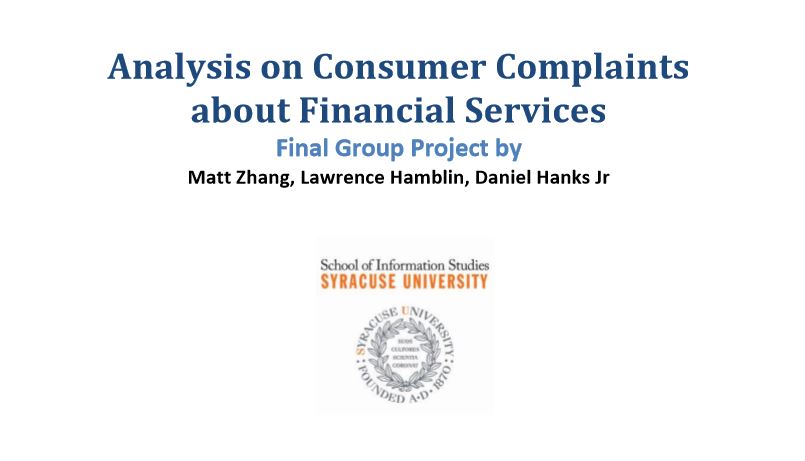 Analysis on Consumer Complaints
about Financial Services
Final Group Project by
Matt Zhang, Lawrence Hamblin, Daniel Hanks Jr
School of Information Studies
SYRACUSE UNIVERSITY
SYRACUSE UNIVERSITY
SUOS
CULTORES
SCIENTIA
CORONAT
FOUNDED A·D· 1870